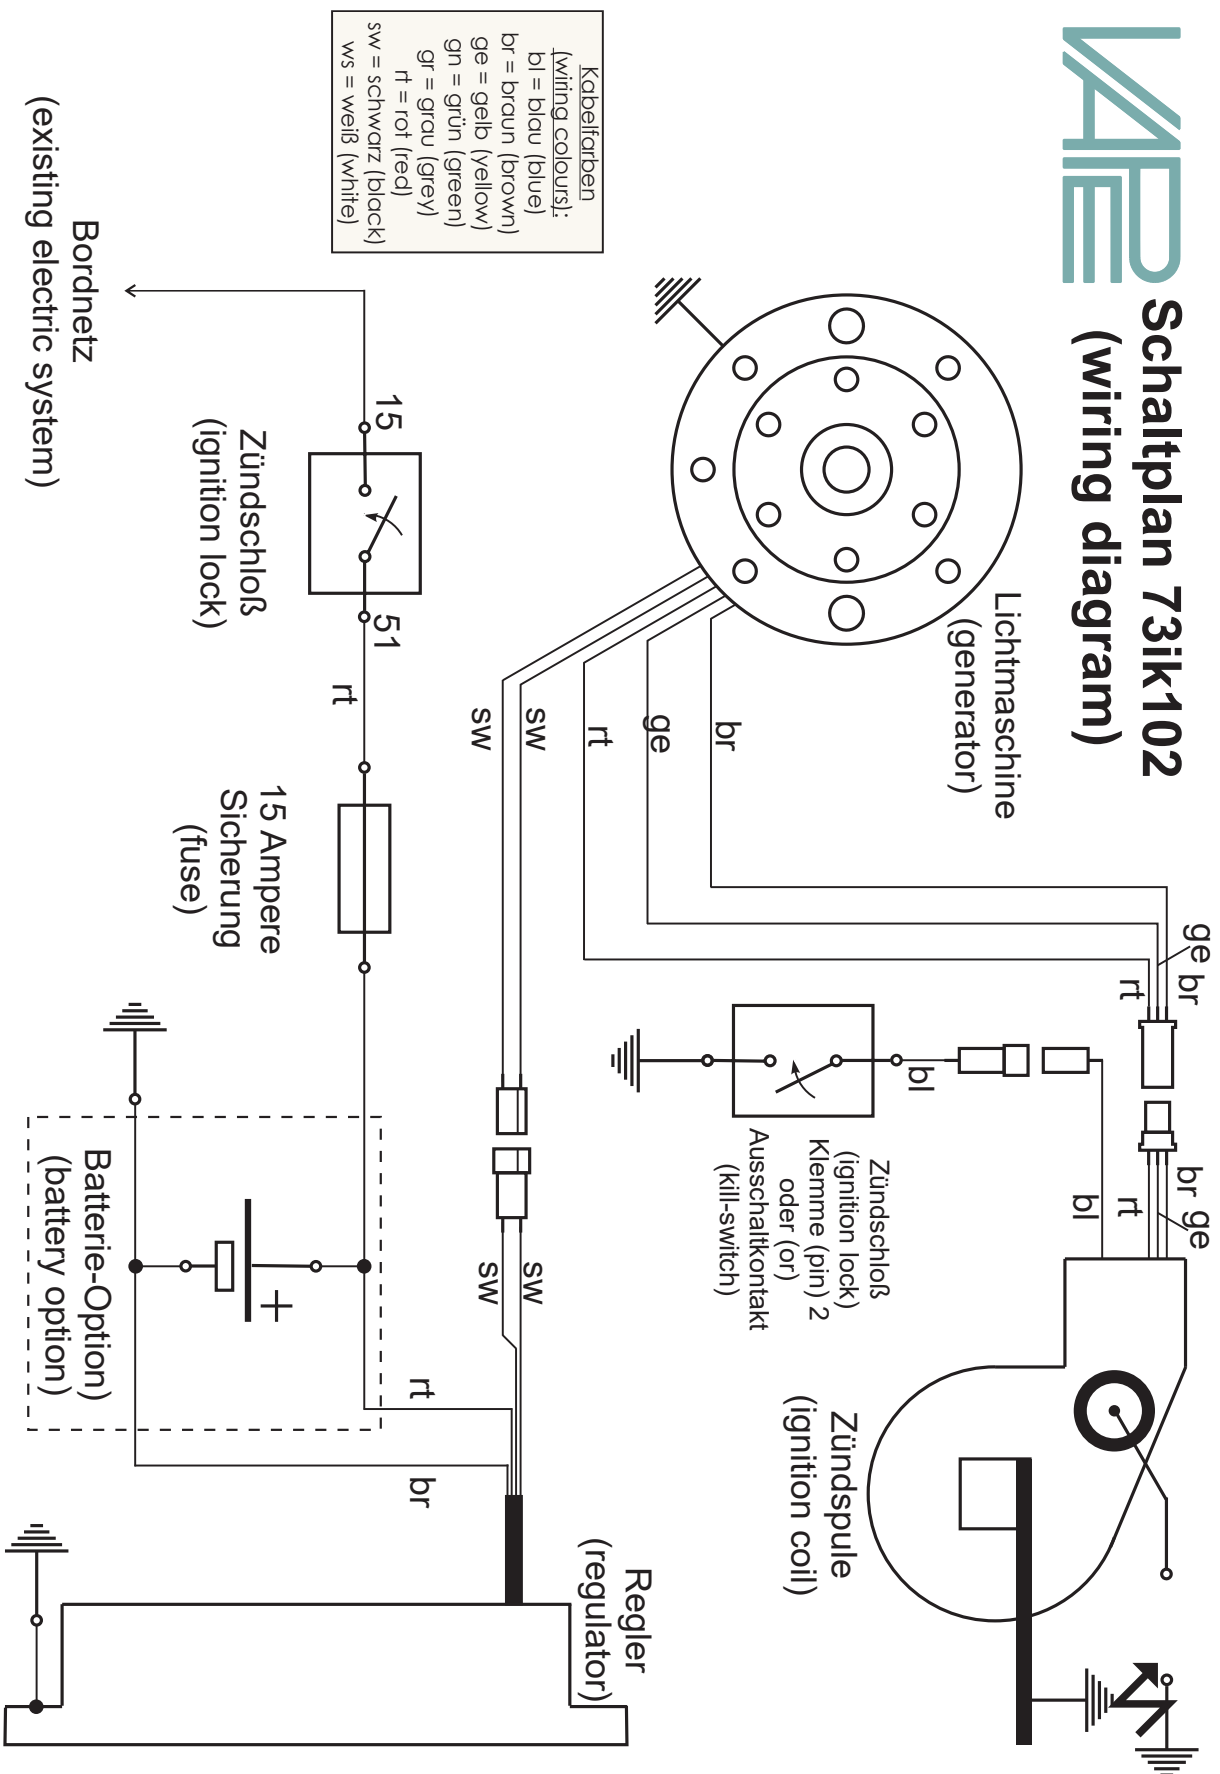 VAPE
Schaltplan 73ik102
(wiring diagram)
Lichtmaschine
(generator)
br
ge
rt
sw
sw
ge
br
rt
br
ge
rt
bl
bl
Zündschloß
(ignition lock)
Klemme (pin) 2
oder (or)
Ausschaltkontakt
(kill-switch)
Zündspule
(ignition coil)
Kabelfarben
(wiring colours):
bl = blau (blue)
br = braun (brown)
ge = gelb (yellow)
gn = grün (green)
gr = grau (grey)
rt = rot (red)
sw = schwarz (black)
ws = weiß (white)
sw
sw
Regler
(regulator)
15
51
Zündschloß
(ignition lock)
rt
15 Ampere
Sicherung
(fuse)
+
rt
br
Batterie-Option)
(battery option)
Bordnetz
(existing electric system)